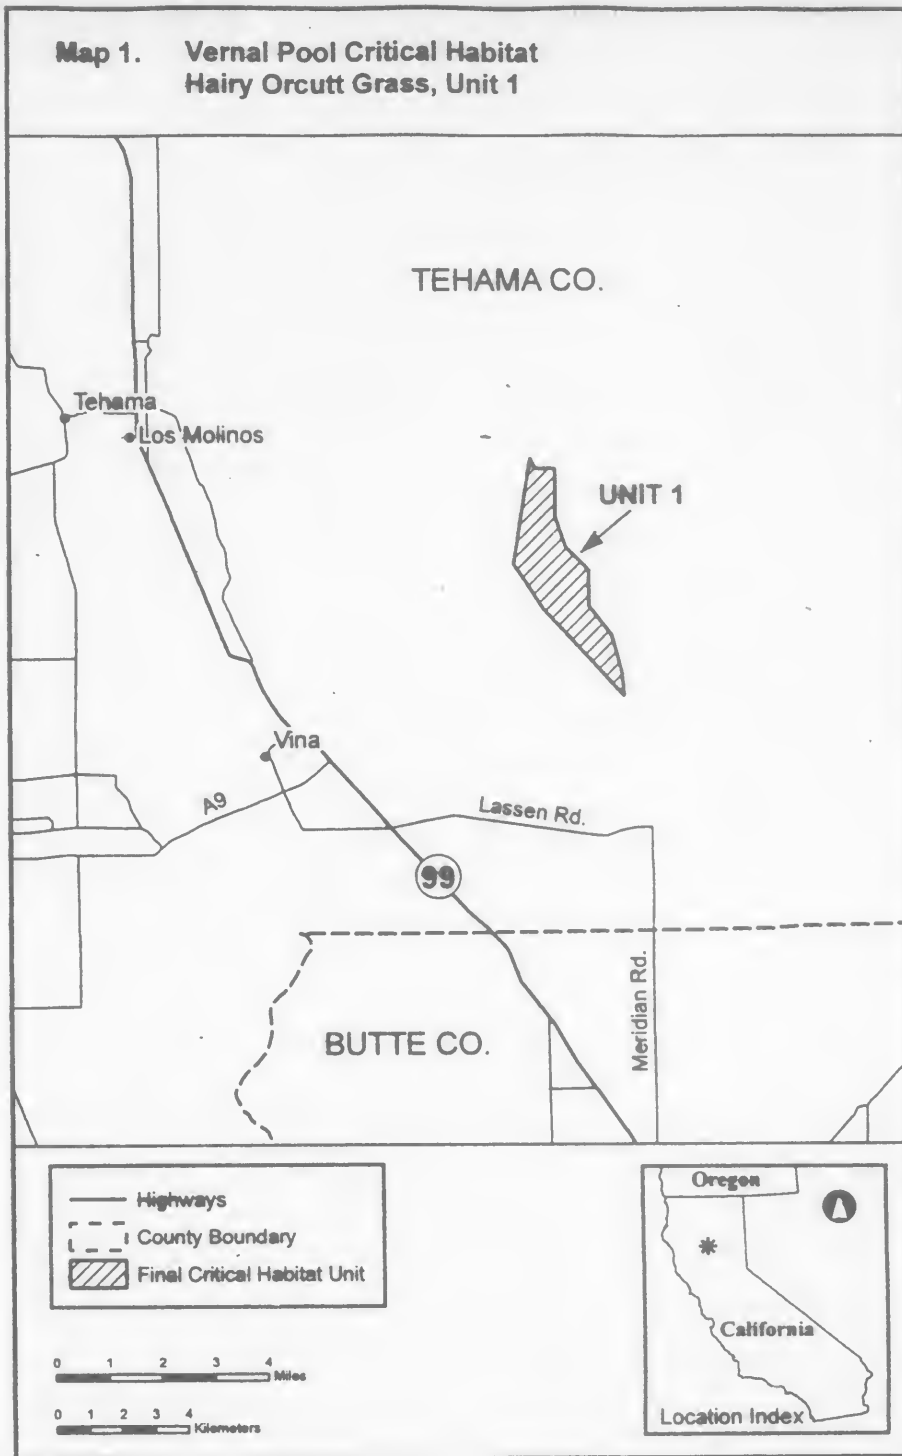 Map 1. Vernal Pool Critical Habitat
Hairy Orcutt Grass, Unit 1
TEHAMA CO.
Tehama
Los Molinos
UNIT 1
Vina
A9
Lassen Rd.
99
Meridian Rd.
BUTTE CO.
Highways
County Boundary
Final Critical Habitat Unit
0 1 2 3 4
Miles
0 1 2 3 4
Kilometers
Oregon
California
Location Index